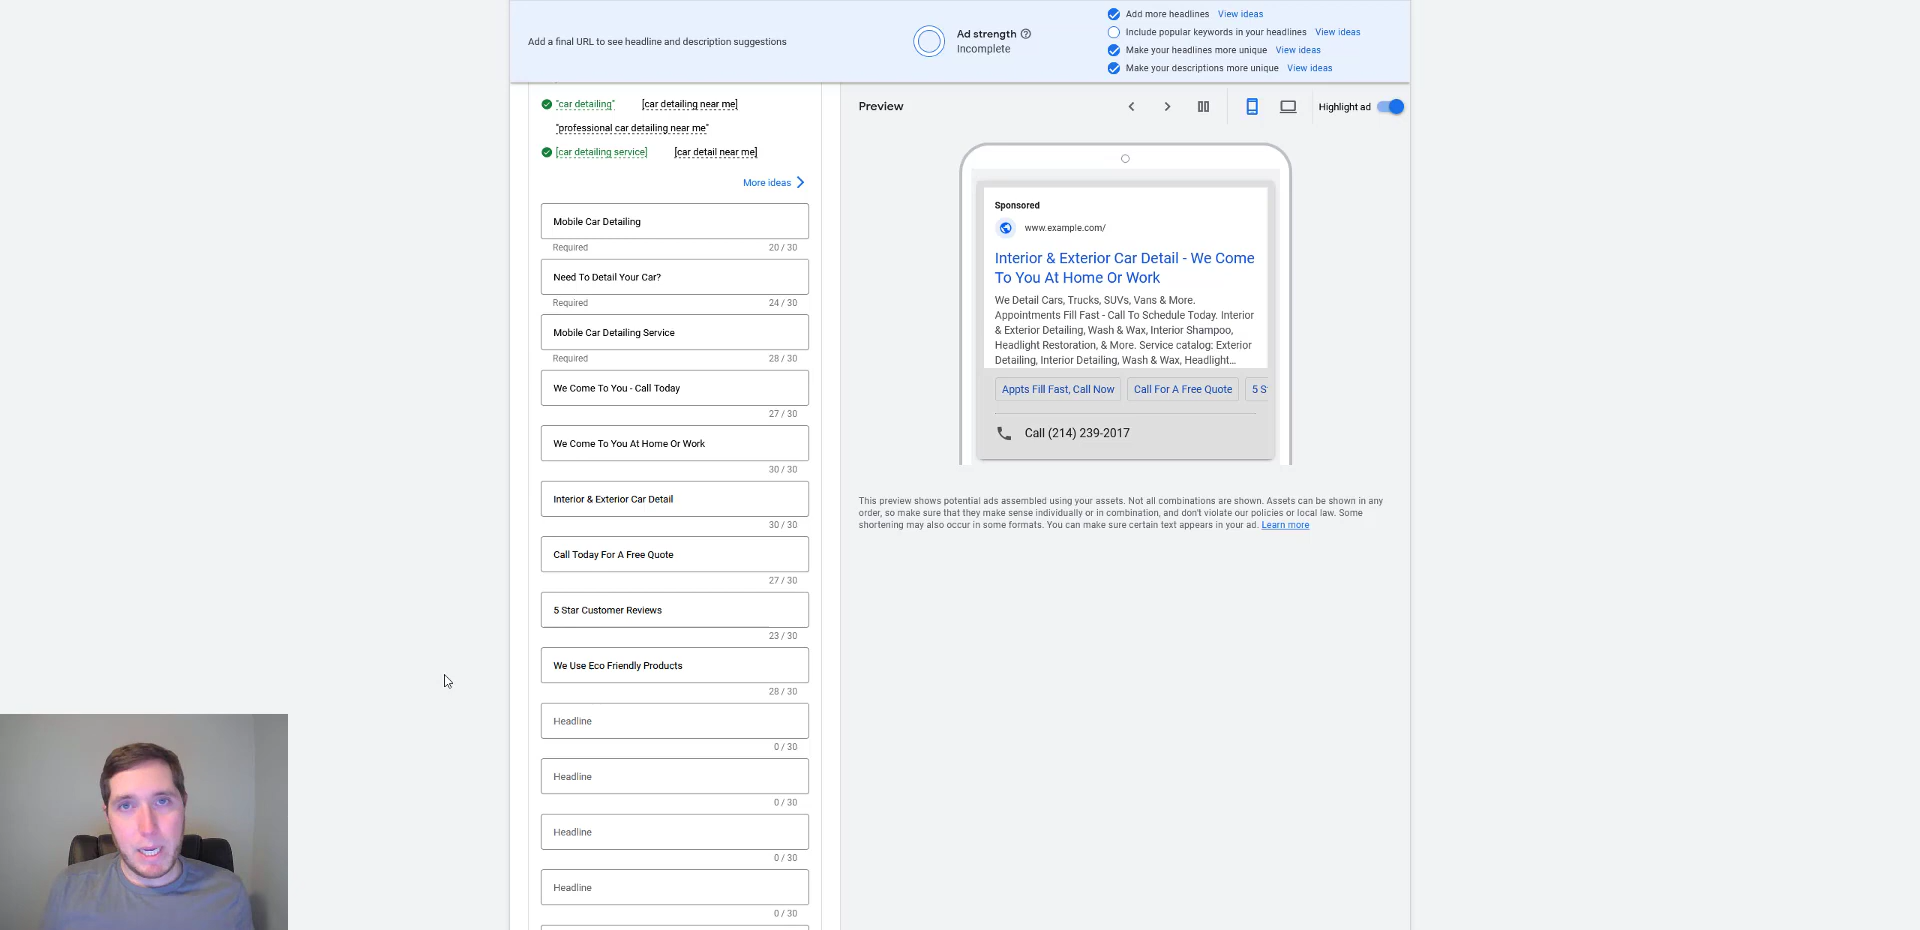 Add a final URL to see headline and description suggestions
Ad strength
Incomplete
Add more headlines View ideas
Include popular keywords in your headlines View ideas
Make your headlines more unique View ideas
Make your descriptions more unique View ideas
"car detailing" [car detailing near me]
"professional car detailing near me"
[car detailing service] [car detail near me]
More ideas
Mobile Car Detailing
Required 20 / 30
Need To Detail Your Car?
Required 24 / 30
Mobile Car Detailing Service
Required 28 / 30
We Come To You - Call Today
27 / 30
We Come To You At Home Or Work
30 / 30
Interior & Exterior Car Detail
30 / 30
Call Today For A Free Quote
27 / 30
5 Star Customer Reviews
23 / 30
We Use Eco Friendly Products
28 / 30
Headline
0 / 30
Headline
0 / 30
Headline
0 / 30
Headline
0 / 30
Preview
Highlight ad
Sponsored
www.example.com/
Interior & Exterior Car Detail - We Come
To You At Home Or Work
We Detail Cars, Trucks, SUVs, Vans & More.
Appointments Fill Fast - Call To Schedule Today. Interior
& Exterior Detailing, Wash & Wax, Interior Shampoo,
Headlight Restoration, & More. Service catalog: Exterior
Detailing, Interior Detailing, Wash & Wax, Headlight...
Appts Fill Fast, Call Now Call For A Free Quote 5 S
Call (214) 239-2017
This preview shows potential ads assembled using your assets. Not all combinations are shown. Assets can be shown in any
order, so make sure that they make sense individually or in combination, and don't violate our policies or local law. Some
shortening may also occur in some formats. You can make sure certain text appears in your ad. Learn more